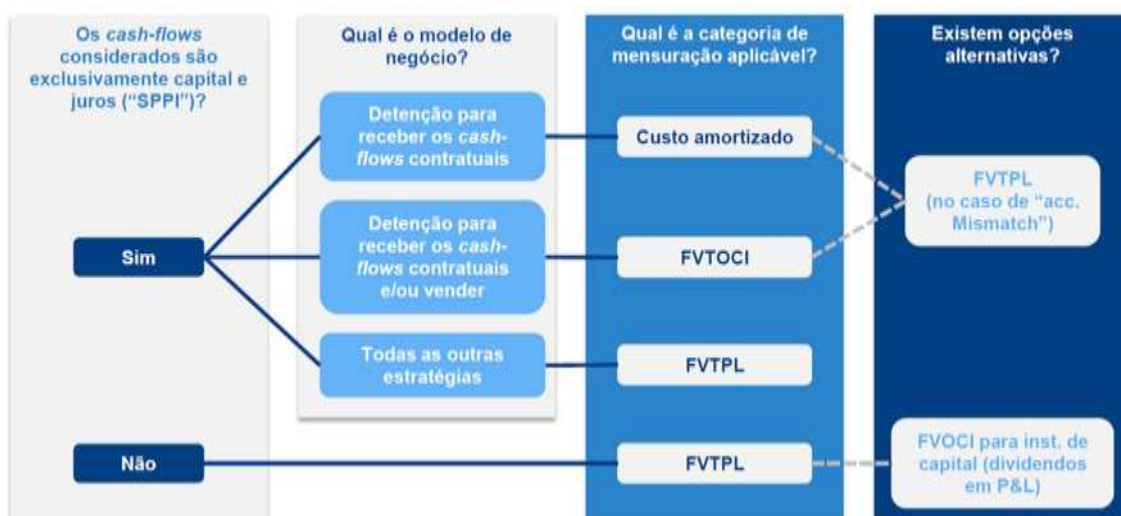 Os cash-flows
considerados são
exclusivamente capital e
juros (“SPPI”)?
Qual é o modelo de
negócio?
Qual é a categoria de
mensuração aplicável?
Existem opções
alternativas?
Sim
Detenção para
receber os cash-
flows contratuais
Custo amortizado
FVTPL
(no caso de “acc.
Mismatch”)
Detenção para
receber os cash-
flows contratuais
e/ou vender
FVTOCI
Todas as outras
estratégias
FVTPL
Não
FVTPL
FVOCI para inst. de
capital (dividendos
em P&L)